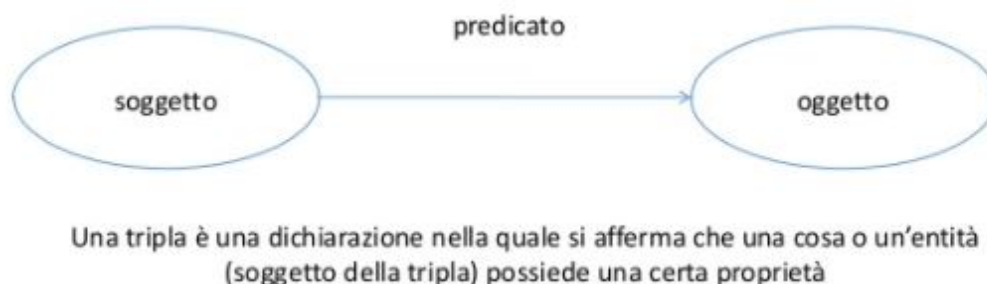 predicato
soggetto
oggetto
Una tripla è una dichiarazione nella quale si afferma che una cosa o un'entità
(soggetto della tripla) possiede una certa proprietà